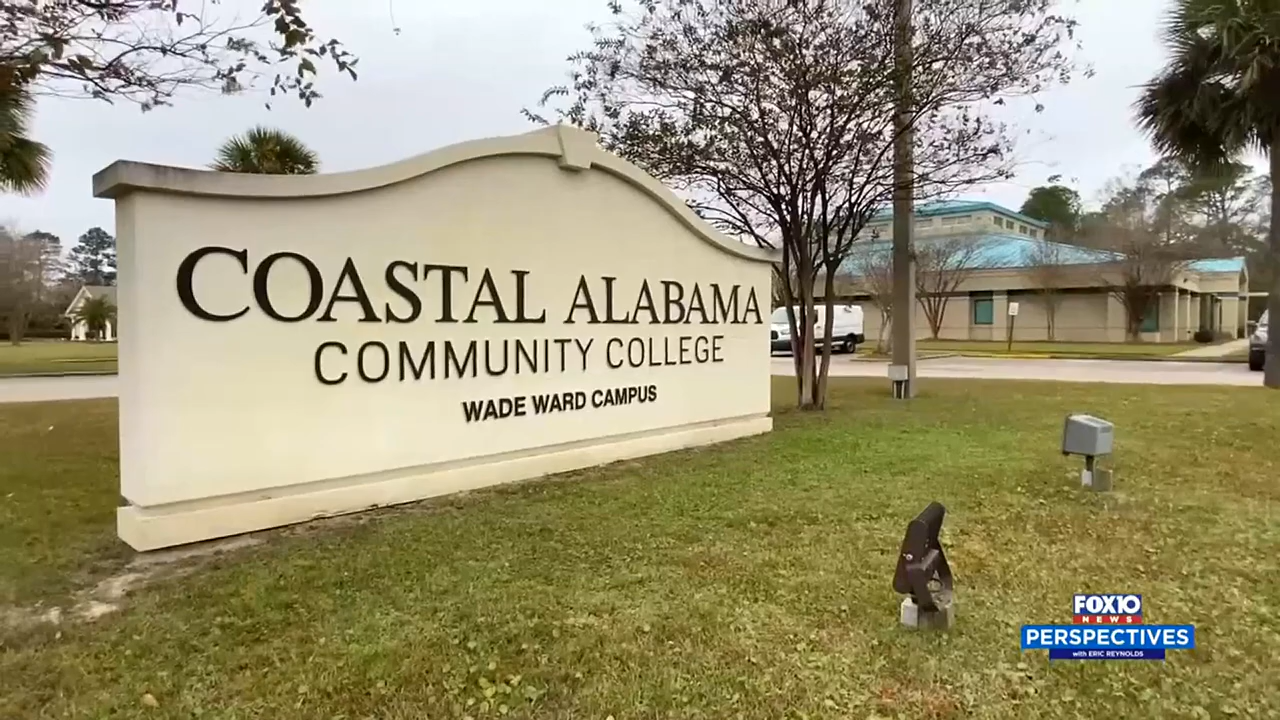 COASTAL ALABAMA
COMMUNITY COLLEGE
WADE WARD CAMPUS
FOX10
NEWS
PERSPECTIVES
with ERIC REYNOLDS